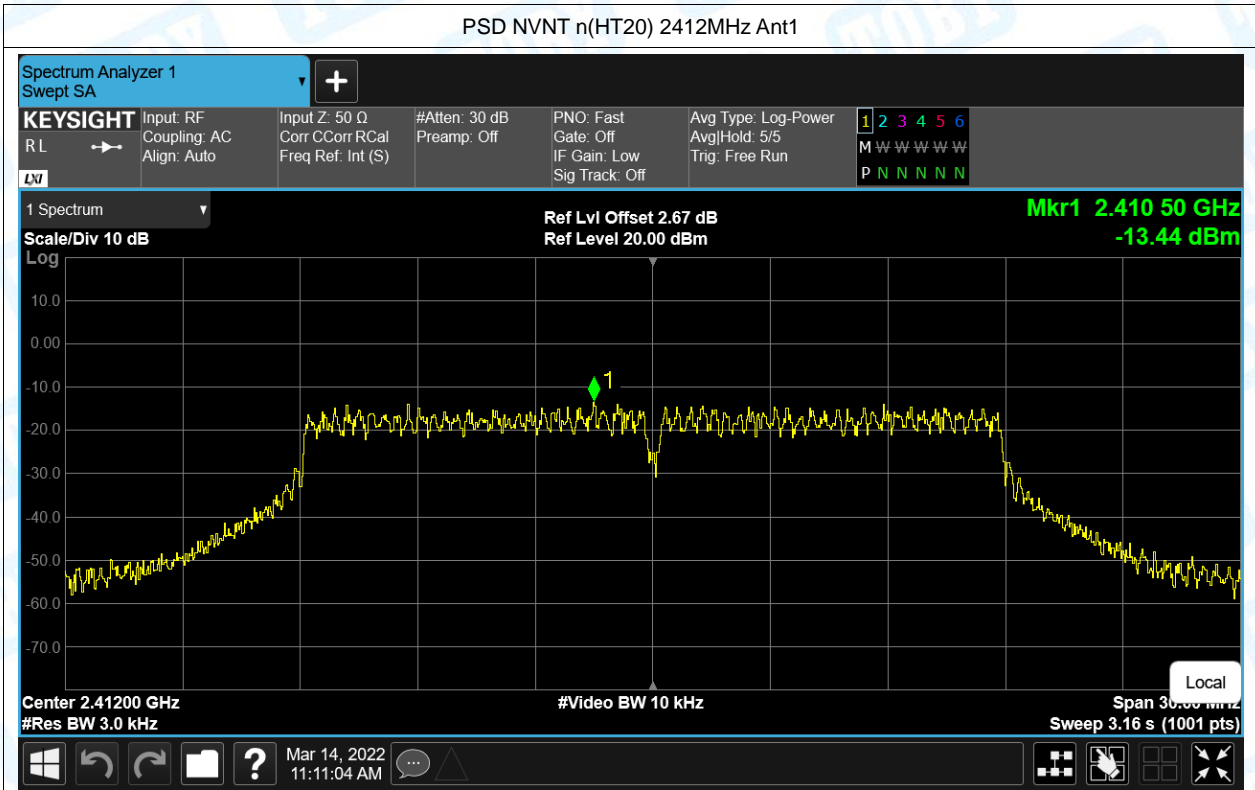 PSD NVNT n(HT20) 2412MHz Ant1
Spectrum Analyzer 1
Swept SA
KEYSIGHT
RL
LXI
Input: RF
Coupling: AC
Align: Auto
Input Z: 50 Ω
Corr CCorr RCal
Freq Ref: Int (S)
#Atten: 30 dB
Preamp: Off
PNO: Fast
Gate: Off
IF Gain: Low
Sig Track: Off
Avg Type: Log-Power
Avg|Hold: 5/5
Trig: Free Run
1 2 3 4 5 6
M W W W W W
P N N N N N
1 Spectrum
Scale/Div 10 dB
Log
Ref Lvl Offset 2.67 dB
Ref Level 20.00 dBm
Mkr1 2.410 50 GHz
-13.44 dBm
10.0
0.00
-10.0
-20.0
-30.0
-40.0
-50.0
-60.0
-70.0
1
Local
Center 2.41200 GHz
#Video BW 10 kHz
Span 30.00 MHz
#Res BW 3.0 kHz
Sweep 3.16 s (1001 pts)
?
Mar 14, 2022
11:11:04 AM